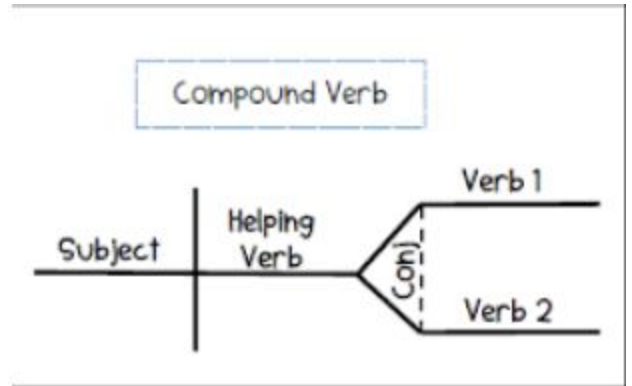 Compound Verb
Subject
Helping
Verb
Conj
Verb 1
Verb 2